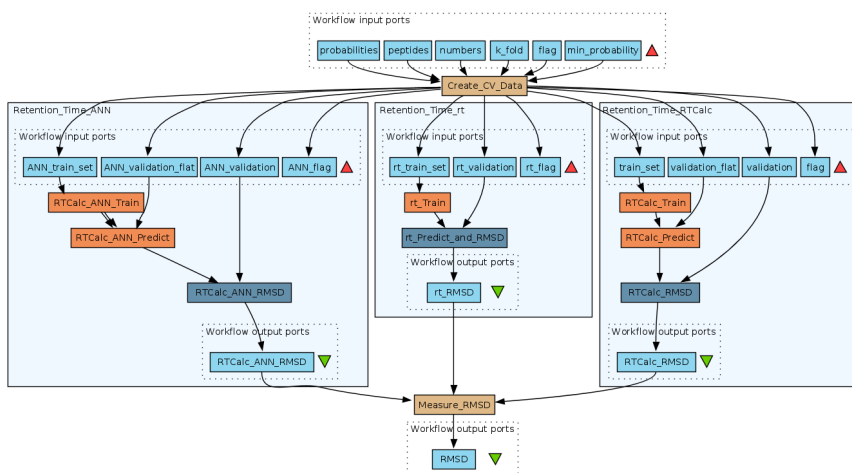 Workflow input ports
probabilities peptides numbers k_fold flag min_probability
Create_CV_Data
Retention_Time_ANN Retention_Time_rt Retention_Time_RTCalc
Workflow input ports Workflow input ports Workflow input ports
ANN_train_set ANN_validation_flat ANN_validation ANN_flag rt_train_set rt_validation rt_flag train_set validation_flat validation flag
RTCalc_ANN_Train rt_Train RTCalc_Train
RTCalc_ANN_Predict rt_Predict_and_RMSD RTCalc_Predict
Workflow output ports
RTCalc_ANN_RMSD rt_RMSD RTCalc_RMSD
Workflow output ports Workflow output ports
RTCalc_ANN_RMSD RTCalc_RMSD
Measure_RMSD
Workflow output ports
RMSD